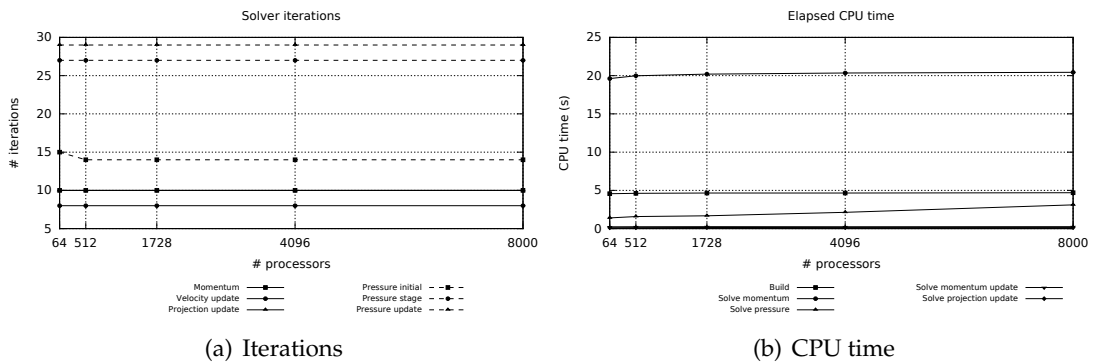 Solver iterations
30
25
20
15
10
5
# iterations
64 512 1728 4096 8000
# processors
Momentum
Velocity update
Projection update
Pressure initial
Pressure stage
Pressure update
(a) Iterations
Elapsed CPU time
25
20
15
10
5
0
CPU time (s)
64 512 1728 4096 8000
# processors
Build
Solve momentum
Solve pressure
Solve momentum update
Solve projection update
(b) CPU time